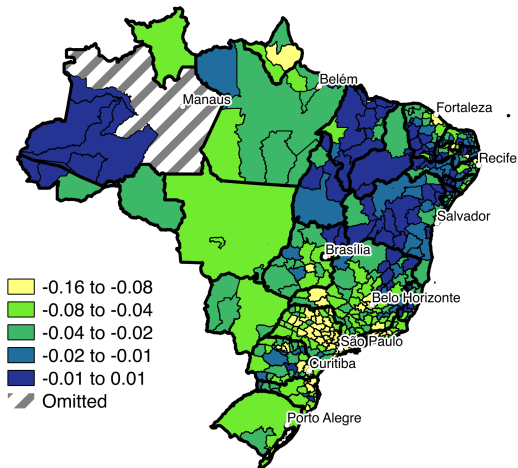 Belém
Manaus
Fortaleza
Recife
Salvador
Brasília
Belo Horizonte
São Paulo
Curitiba
Porto Alegre
-0.16 to -0.08
-0.08 to -0.04
-0.04 to -0.02
-0.02 to -0.01
-0.01 to 0.01
Omitted